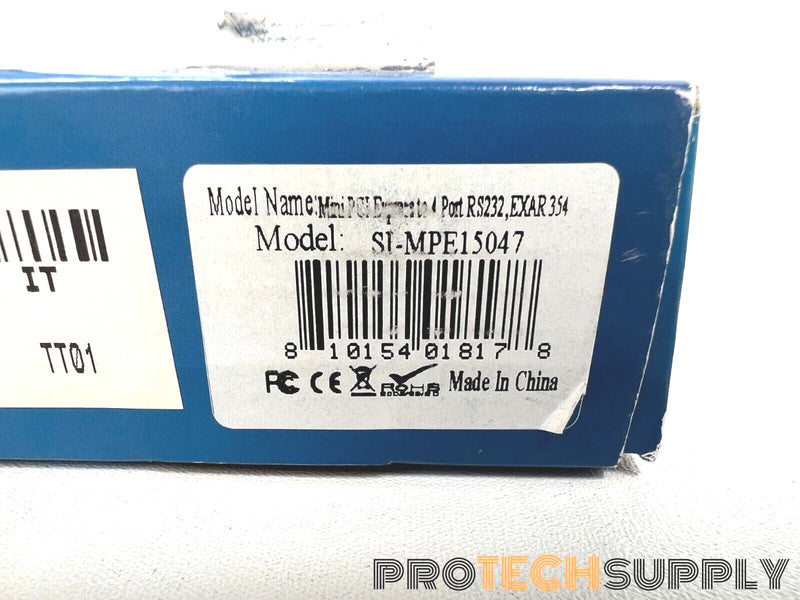 IT
TT01
Model Name:Mini PCI Express to 4 Port RS232,EXAR 354
Model: SI-MPE15047
8 10154 01817 8
FC CE RoHS Made In China
PROTECHSUPPLY